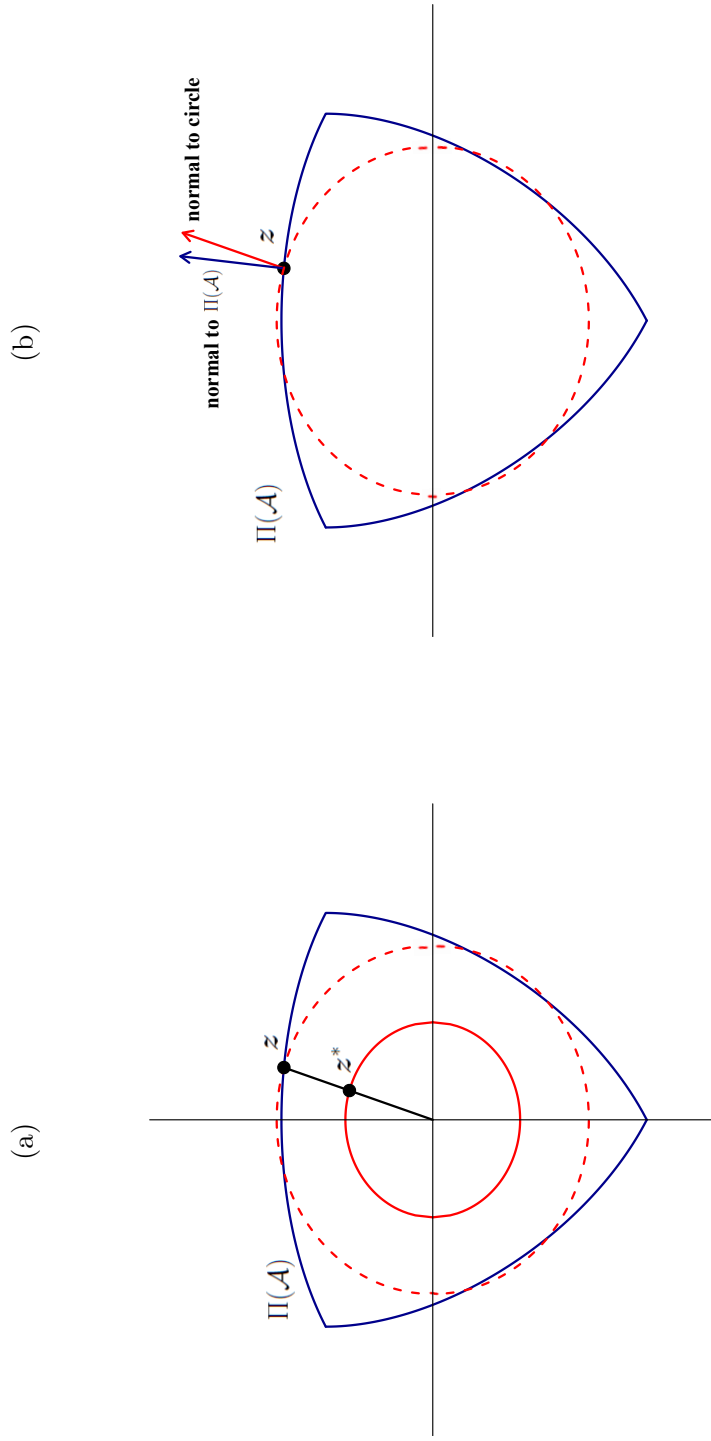 (a)
Π(𝒜)
z
z*
(b)
Π(𝒜)
z
normal to Π(𝒜)
normal to circle